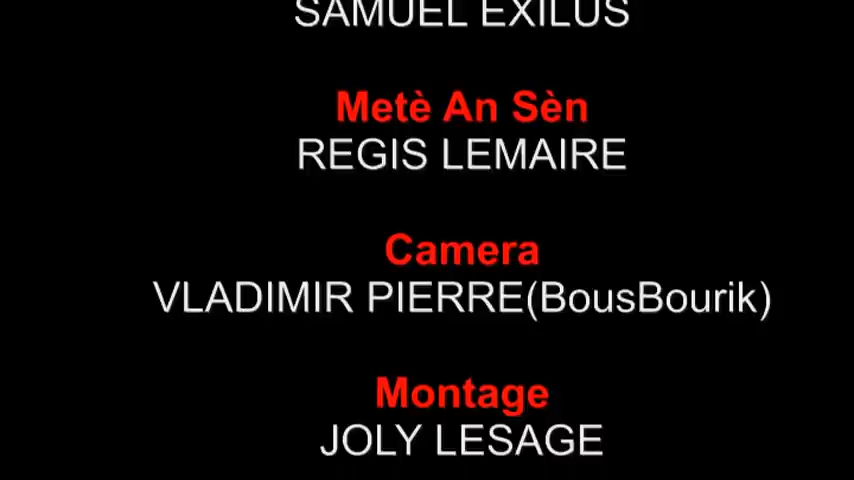 SAMUEL EXILUS
Metè An Sèn
REGIS LEMAIRE
Camera
VLADIMIR PIERRE(BousBourik)
Montage
JOLY LESAGE